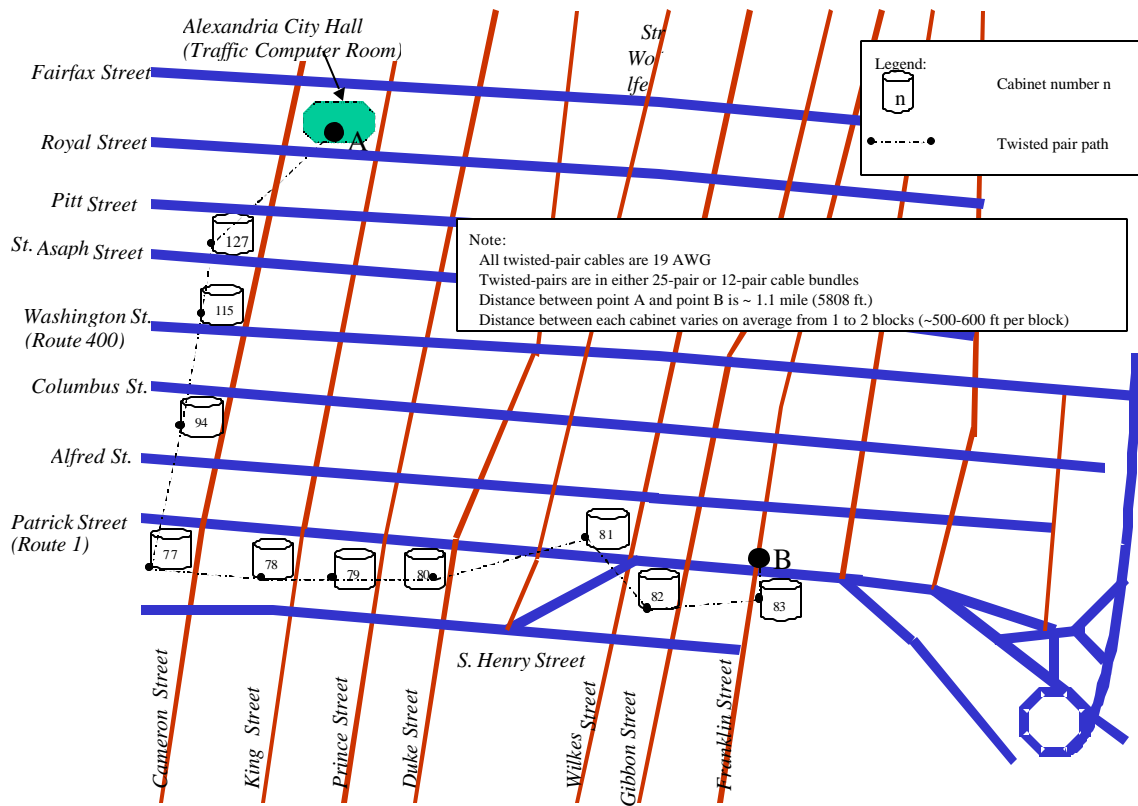 Alexandria City Hall
(Traffic Computer Room)
Str
Wo
lfe
Fairfax Street
Legend:
Cabinet number n
n
Royal Street
A
Twisted pair path
Pitt Street
127
St. Asaph Street
Note:
All twisted-pair cables are 19 AWG
Twisted-pairs are in either 25-pair or 12-pair cable bundles
Distance between point A and point B is ~ 1.1 mile (5808 ft.)
Distance between each cabinet varies on average from 1 to 2 blocks (~500-600 ft per block)
115
Washington St.
(Route 400)
Columbus St.
94
Alfred St.
Patrick Street
(Route 1)
77
78
79
80
81
82
B
83
S. Henry Street
Cameron Street
King Street
Prince Street
Duke Street
Wilkes Street
Gibbon Street
Franklin Street